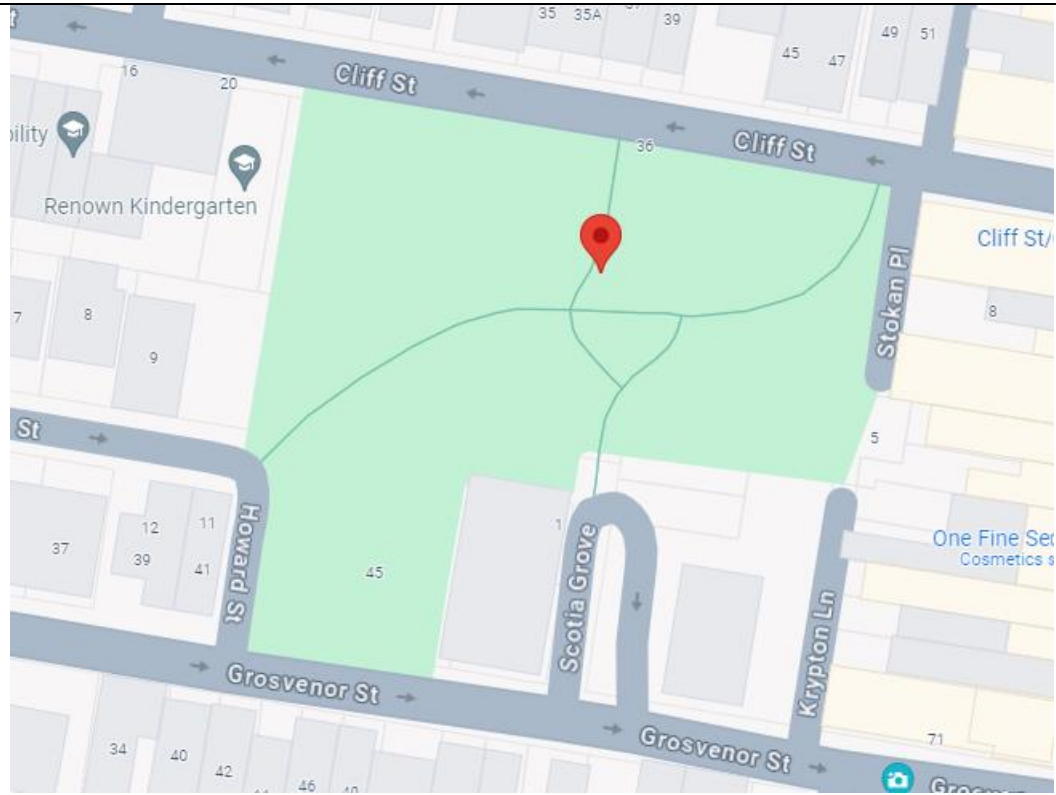 35
35A
39
45
47
49
51
16
20
Cliff St
36
Cliff St
Renown Kindergarten
Cliff St/
Stokan Pl
8
7
8
9
5
St
Howard St
12
11
37
39
41
45
1
Scotia Grove
Krypton Ln
One Fine Sec
Cosmetics s
Grosvenor St
Grosvenor St
71
34
40
42
46